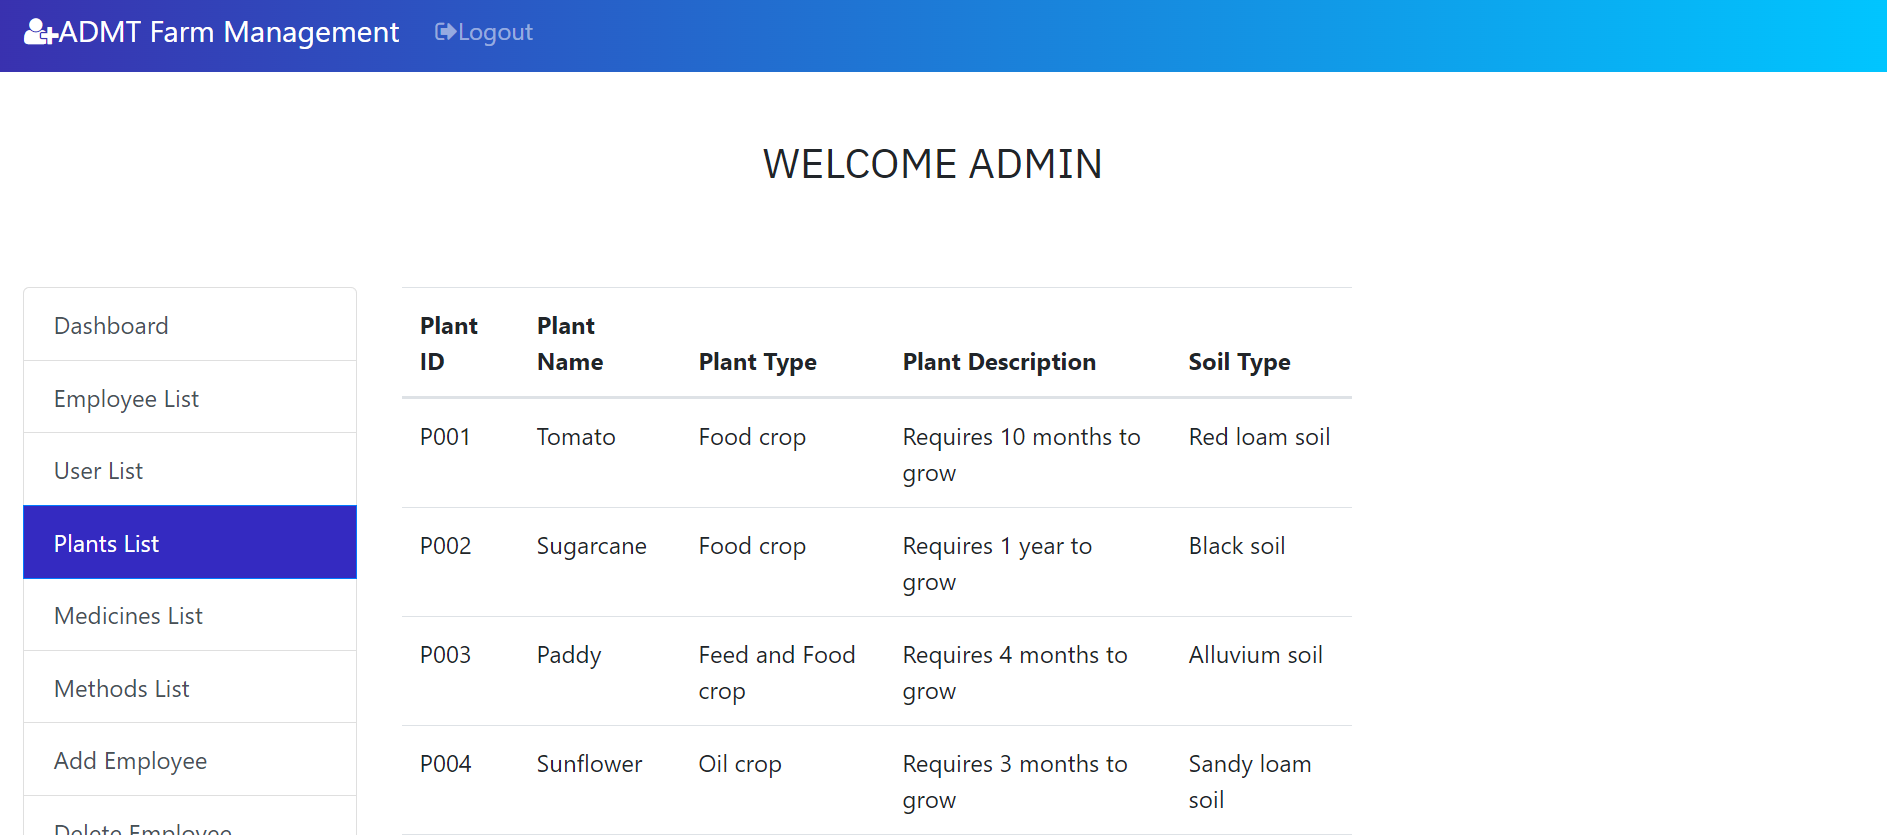 ADMT Farm Management Logout
WELCOME ADMIN
Dashboard
Employee List
User List
Plants List
Medicines List
Methods List
Add Employee
Delete Employee
Plant ID Plant Name Plant Type Plant Description Soil Type
P001 Tomato Food crop Requires 10 months to grow Red loam soil
P002 Sugarcane Food crop Requires 1 year to grow Black soil
P003 Paddy Feed and Food crop Requires 4 months to grow Alluvium soil
P004 Sunflower Oil crop Requires 3 months to grow Sandy loam soil